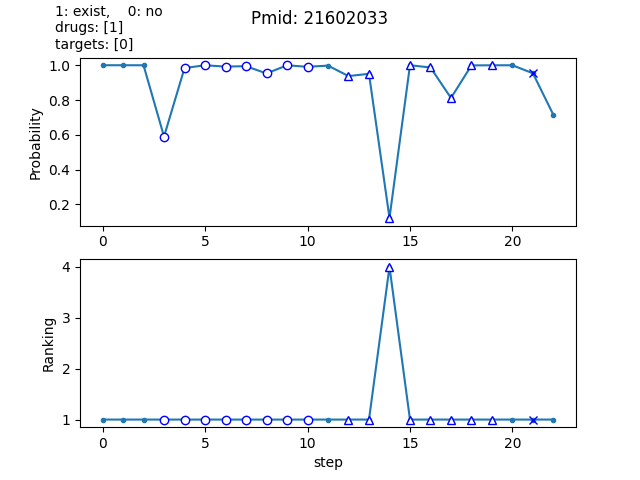 1: exist,    0: no
drugs: [1]
targets: [0]
Pmid: 21602033
1.0
0.8
0.6
0.4
0.2
Probability
0 5 10 15 20
4
3
2
1
Ranking
0 5 10 15 20
step